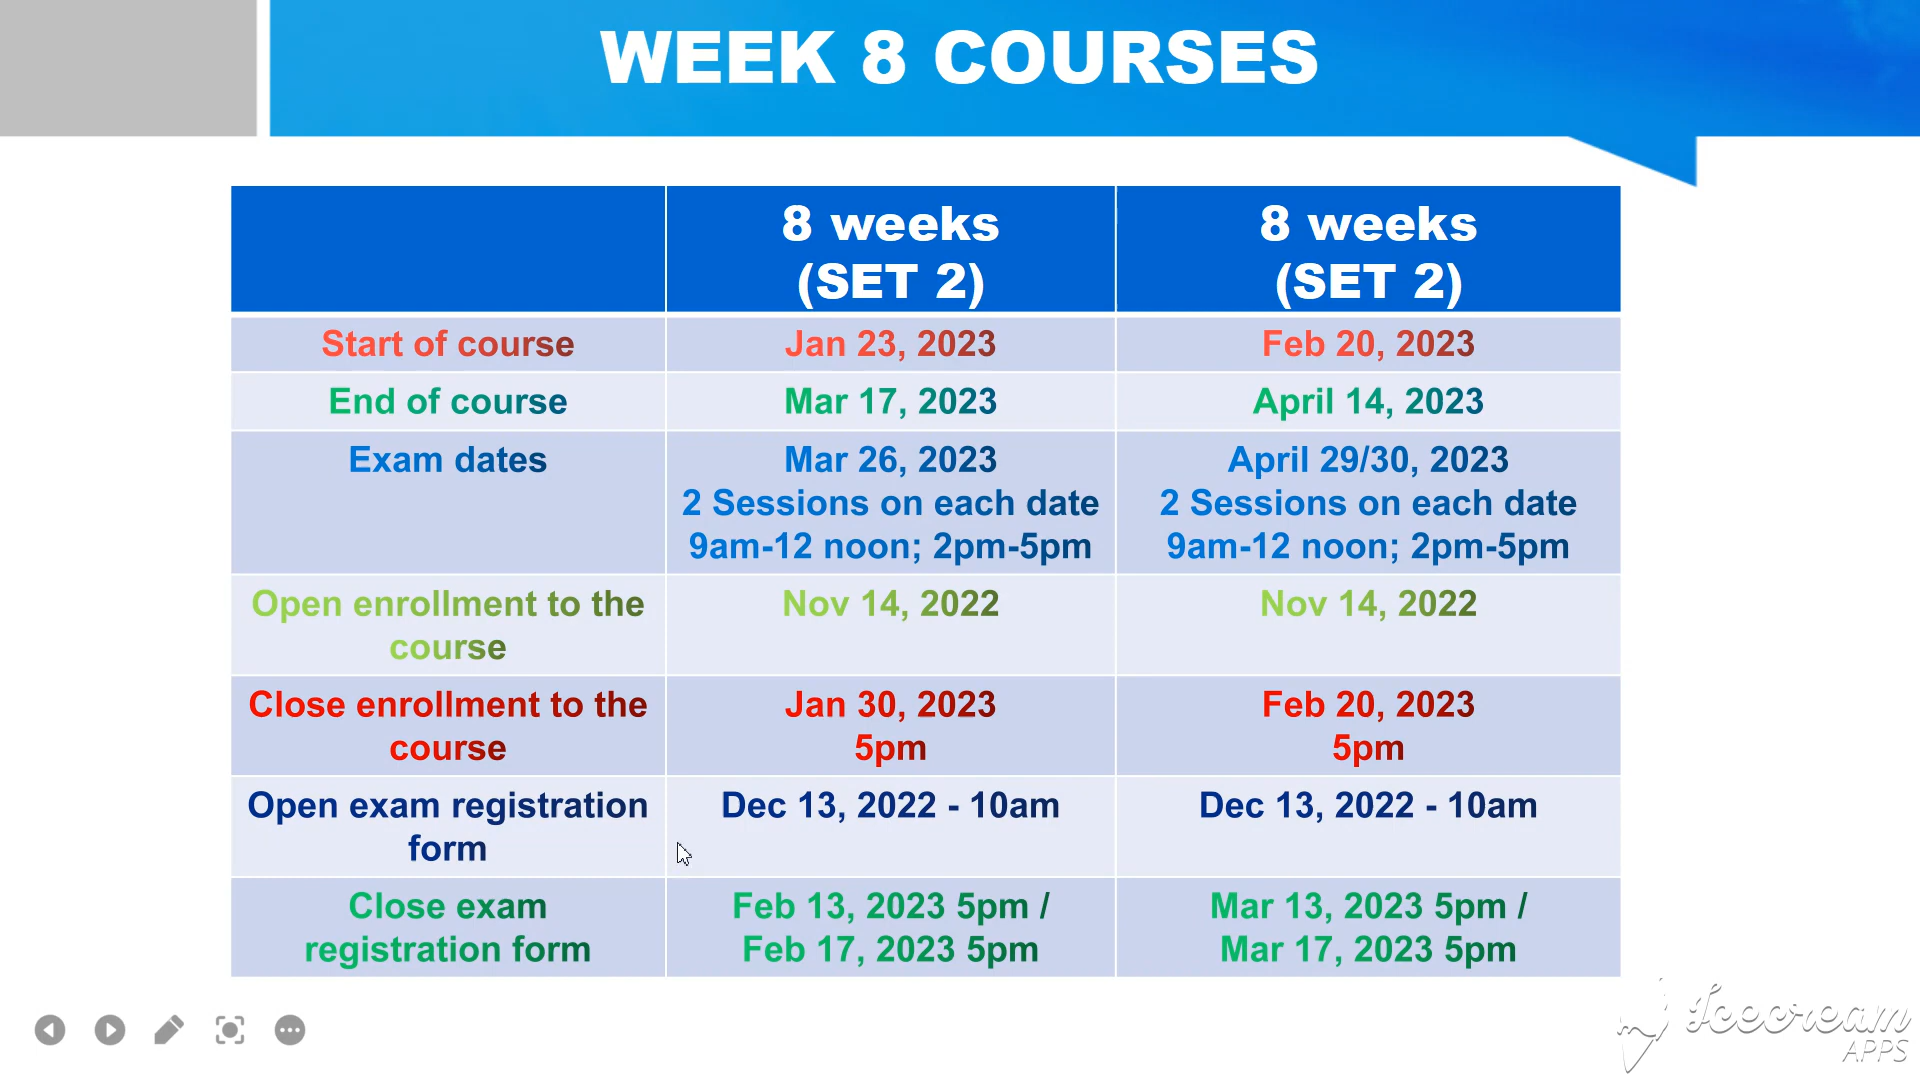 WEEK 8 COURSES
8 weeks
(SET 2)
8 weeks
(SET 2)
Start of course
Jan 23, 2023
Feb 20, 2023
End of course
Mar 17, 2023
April 14, 2023
Exam dates
Mar 26, 2023
2 Sessions on each date
9am-12 noon; 2pm-5pm
April 29/30, 2023
2 Sessions on each date
9am-12 noon; 2pm-5pm
Open enrollment to the
course
Nov 14, 2022
Nov 14, 2022
Close enrollment to the
course
Jan 30, 2023
5pm
Feb 20, 2023
5pm
Open exam registration
form
Dec 13, 2022 - 10am
Dec 13, 2022 - 10am
Close exam
registration form
Feb 13, 2023 5pm /
Feb 17, 2023 5pm
Mar 13, 2023 5pm /
Mar 17, 2023 5pm
Icecream
APPS